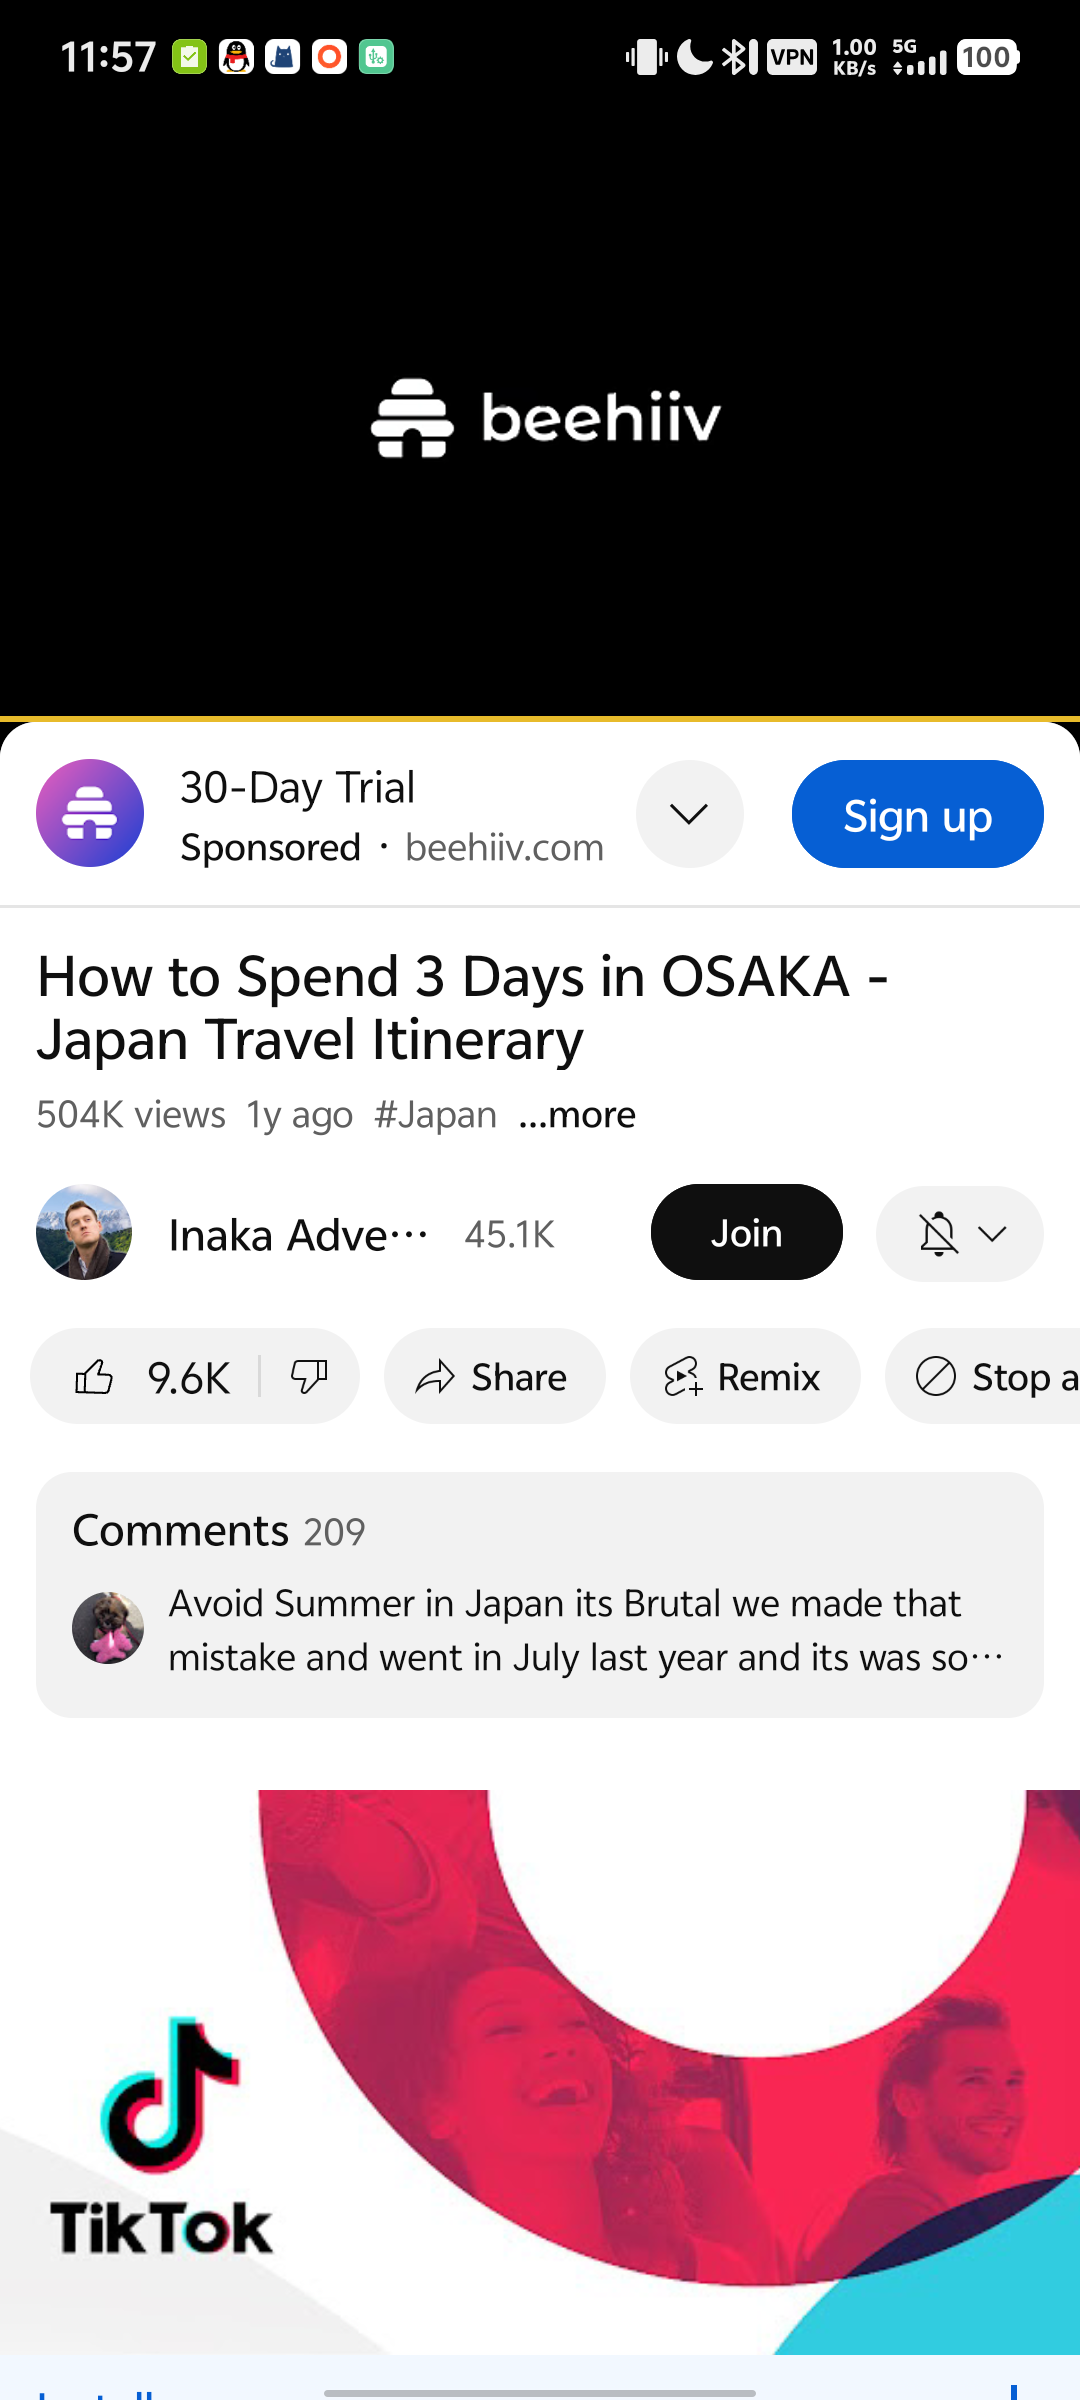 11:57
VPN
1.00
KB/s
5G
100
beehiiv
30-Day Trial
Sponsored · beehiiv.com
Sign up
How to Spend 3 Days in OSAKA -
Japan Travel Itinerary
504K views 1y ago #Japan ...more
Inaka Adve… 45.1K
Join
9.6K
Share
Remix
Stop a
Comments 209
Avoid Summer in Japan its Brutal we made that
mistake and went in July last year and its was so…
TikTok